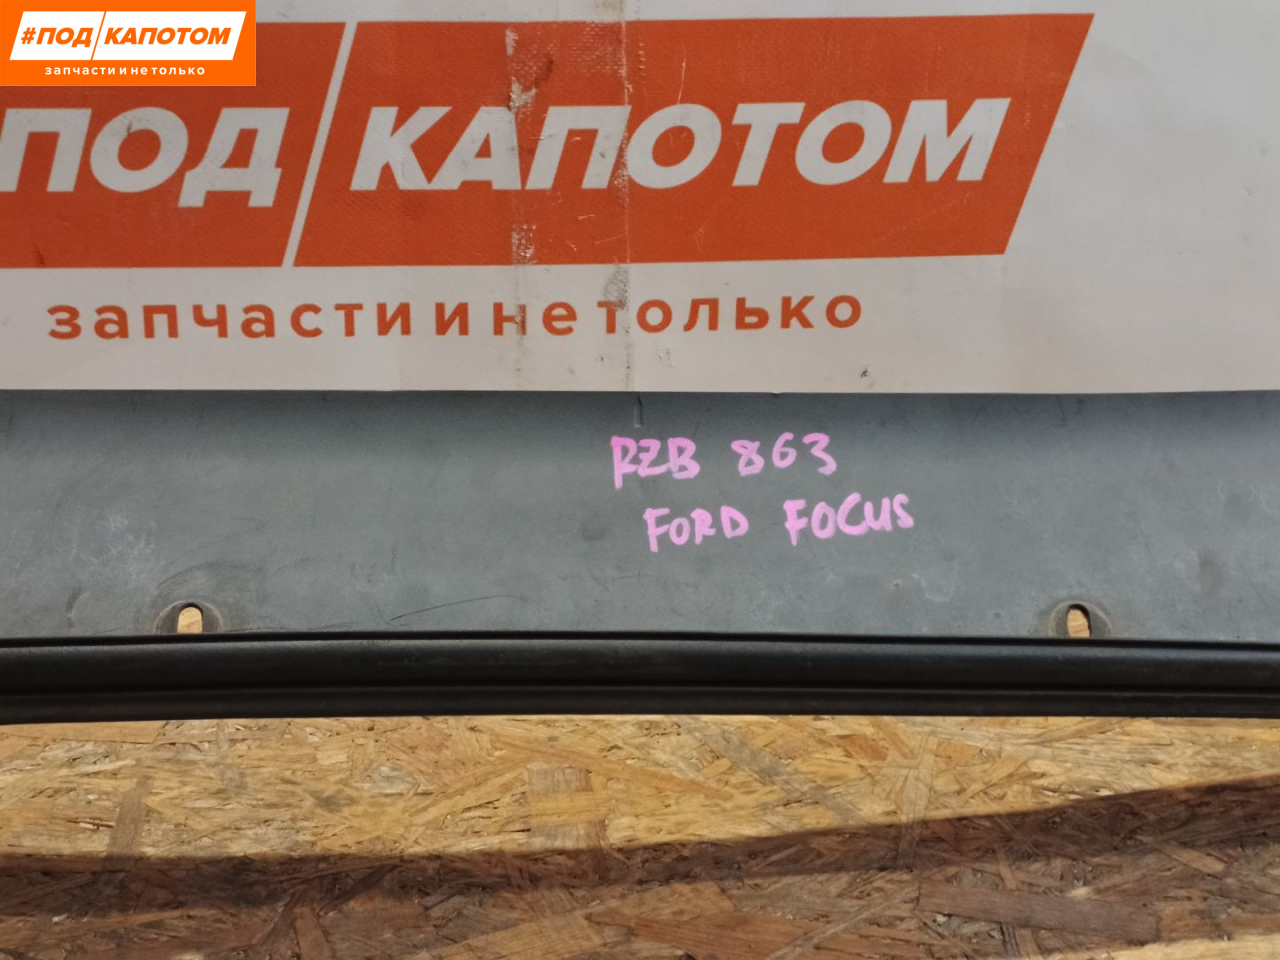 #ПОД КАПОТОМ
запчасти и не только
ПОД КАПОТОМ
запчасти и не только
RZB 863
FORD FOCUS